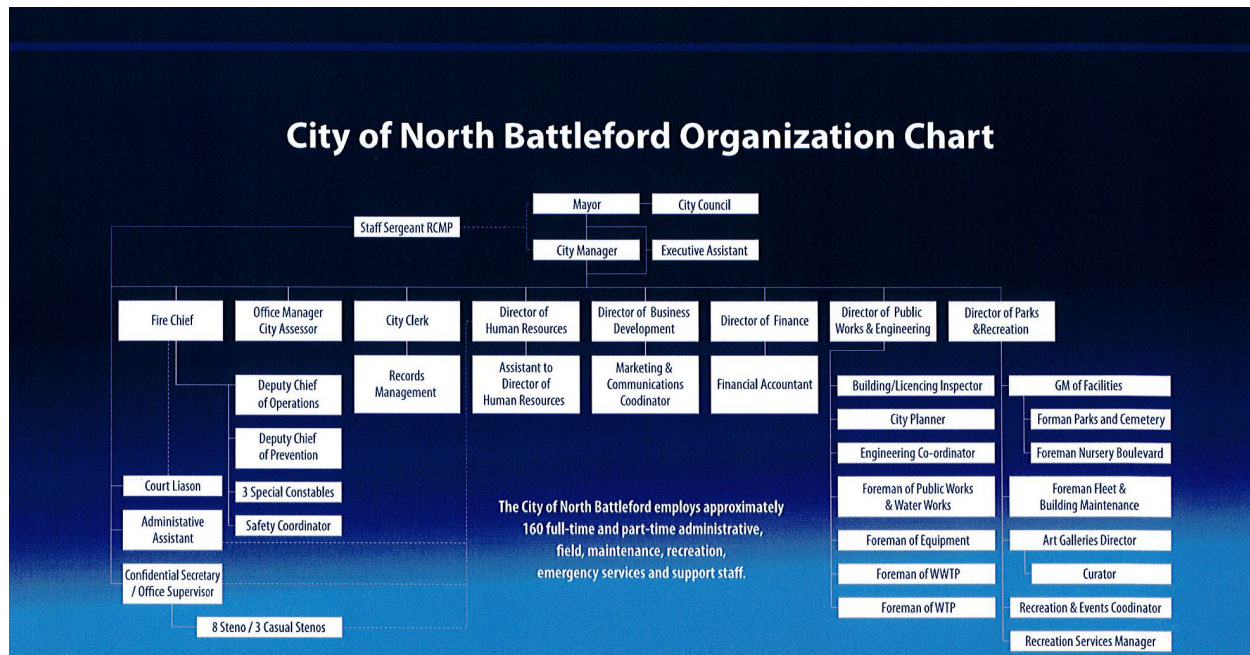 City of North Battleford Organization Chart
Mayor
City Council
Staff Sergeant RCMP
City Manager
Executive Assistant
Fire Chief
Office Manager
City Assessor
City Clerk
Director of
Human Resources
Director of Business
Development
Director of Finance
Director of Public
Works & Engineering
Director of Parks
&Recreation
Records
Management
Assistant to
Director of
Human Resources
Marketing &
Communications
Coodinator
Financial Accountant
Deputy Chief
of Operations
Deputy Chief
of Prevention
3 Special Constables
Safety Coordinator
Court Liason
Administative
Assistant
Confidential Secretary
/ Office Supervisor
8 Steno / 3 Casual Stenos
The City of North Battleford employs approximately
160 full-time and part-time administrative,
field, maintenance, recreation,
emergency services and support staff.
Building/Licencing Inspector
City Planner
Engineering Co-ordinator
Foreman of Public Works
& Water Works
Foreman of Equipment
Foreman of WWTP
Foreman of WTP
GM of Facilities
Forman Parks and Cemetery
Foreman Nursery Boulevard
Foreman Fleet &
Building Maintenance
Art Galleries Director
Curator
Recreation & Events Coodinator
Recreation Services Manager